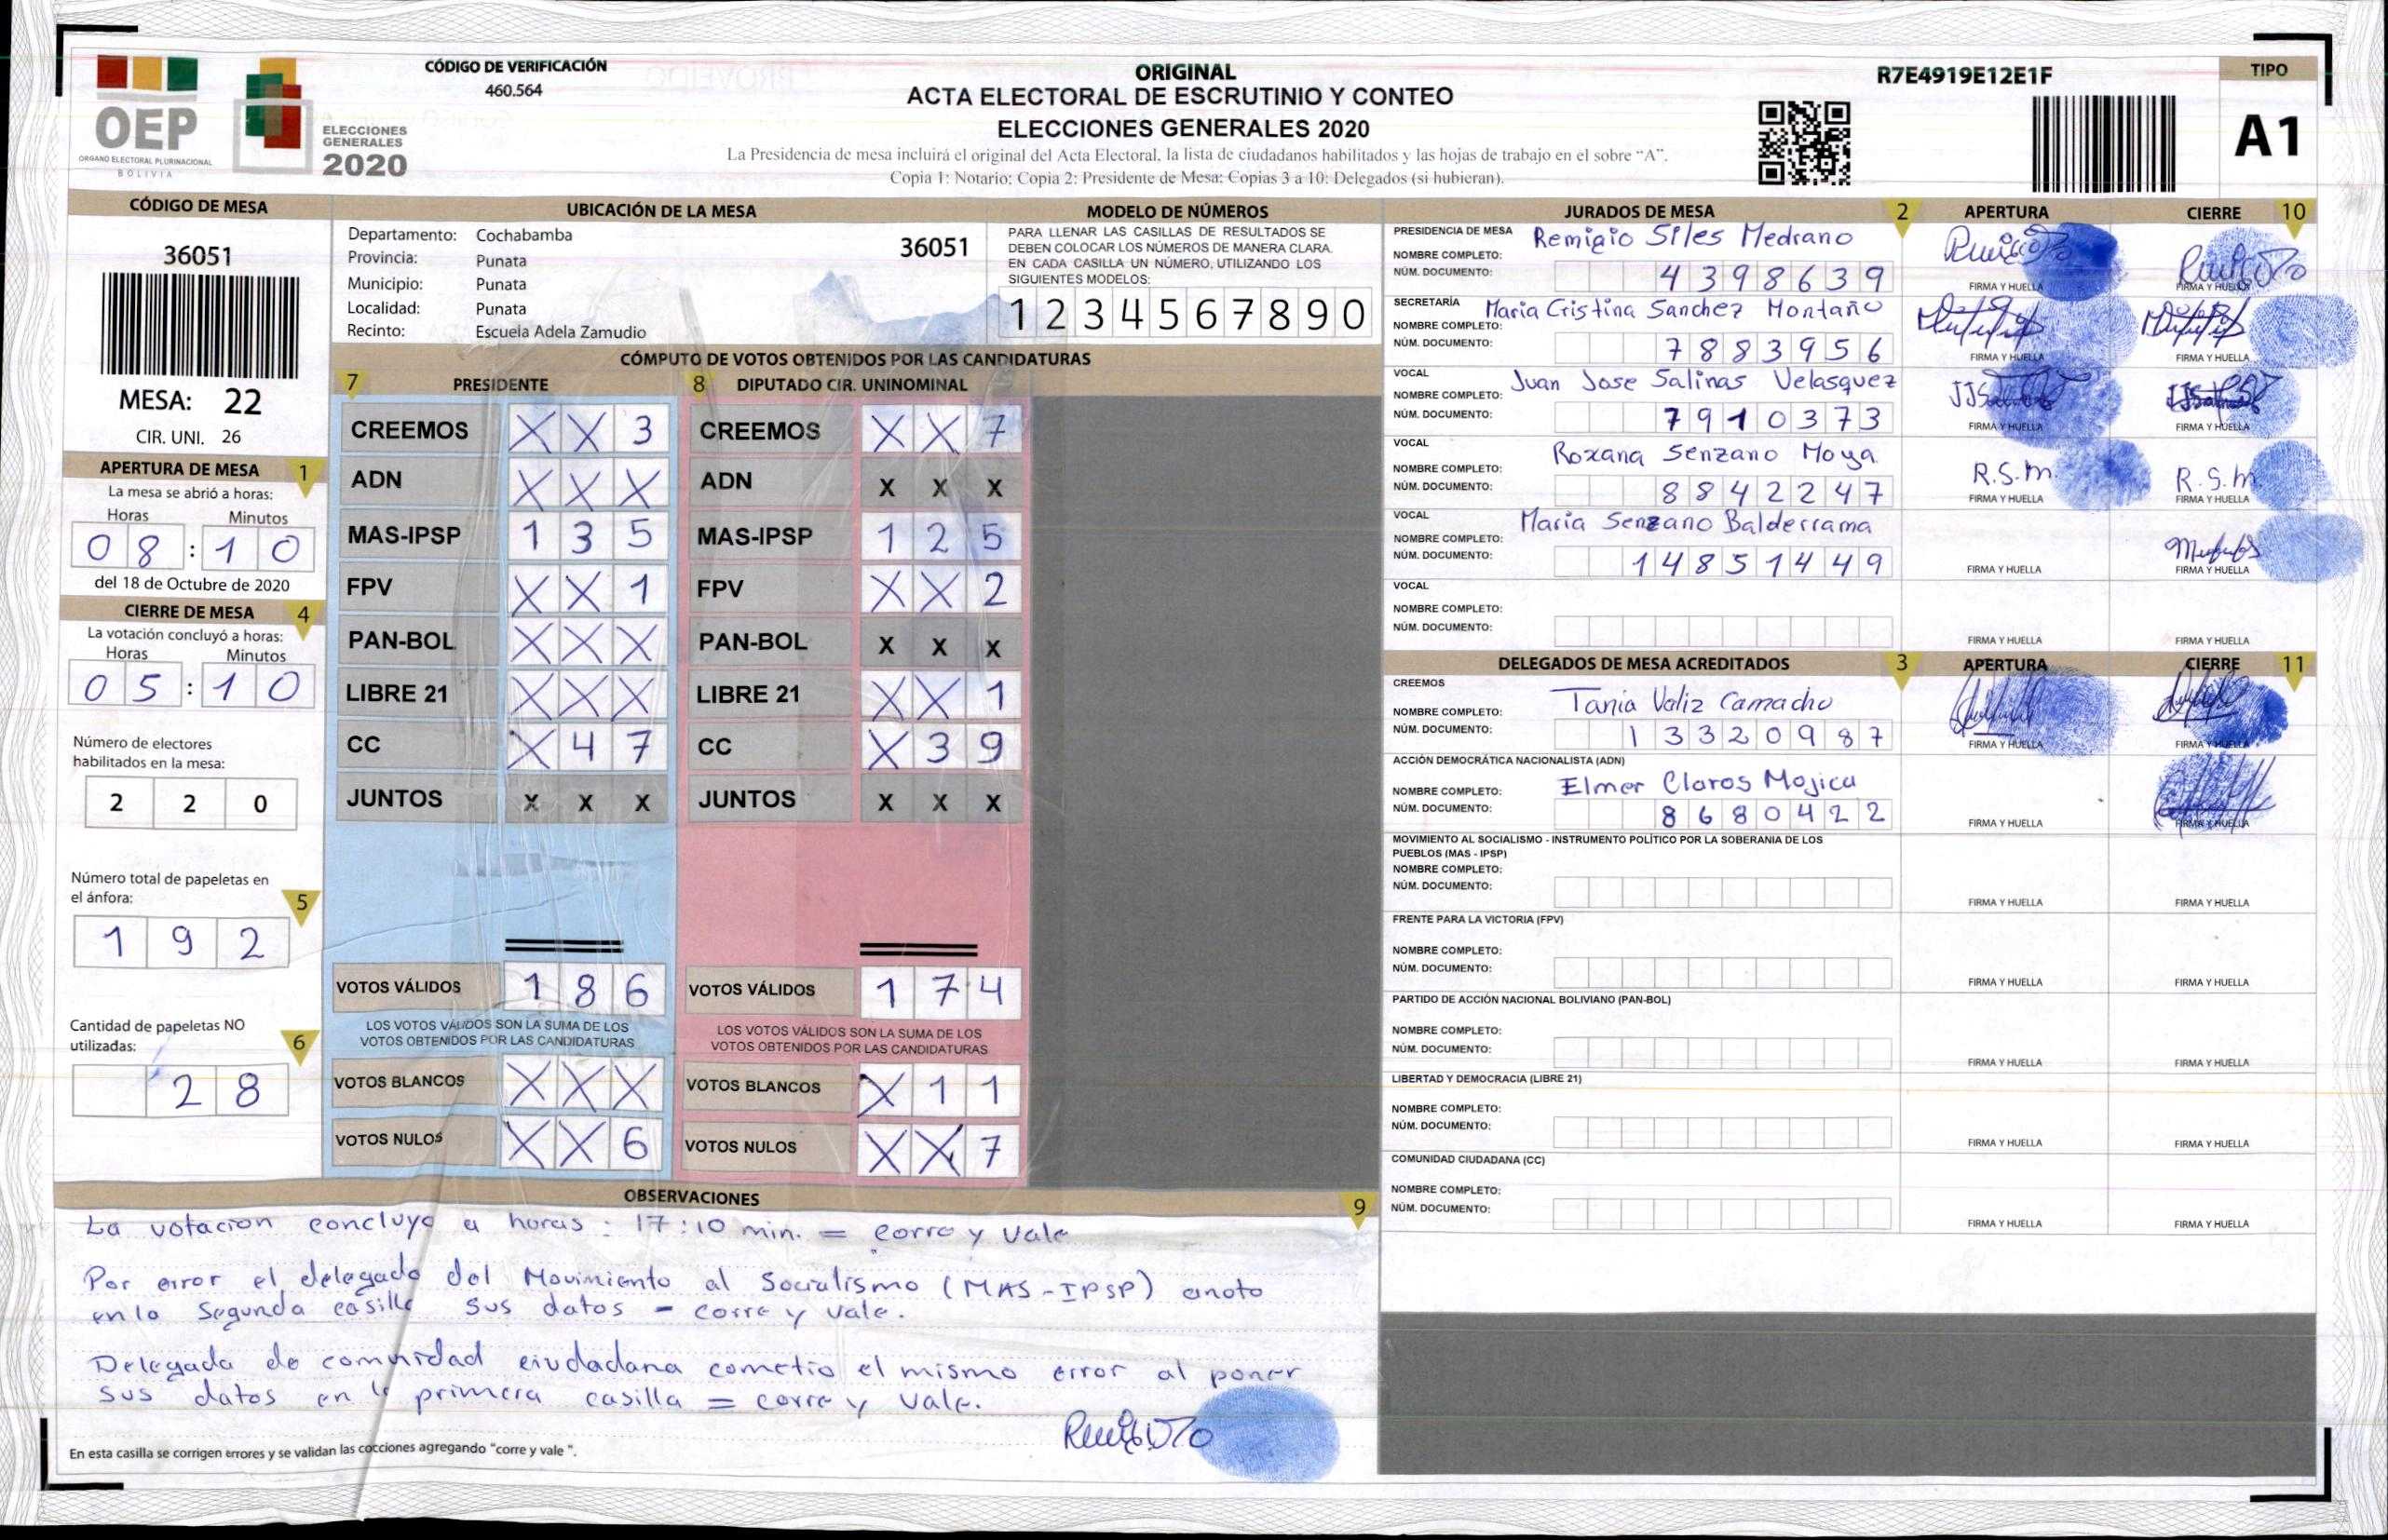 CÓDIGO DE VERIFICACIÓN
460.564
OEP
ORGANO ELECTORAL PLURINACIONAL
BOLIVIA
ELECCIONES
GENERALES
2020
ORIGINAL
ACTA ELECTORAL DE ESCRUTINIO Y CONTEO
ELECCIONES GENERALES 2020
La Presidencia de mesa incluirá el original del Acta Electoral, la lista de ciudadanos habilitados y las hojas de trabajo en el sobre "A".
Copia 1: Notario; Copia 2: Presidente de Mesa; Copias 3 a 10: Delegados (si hubieran).
R7E4919E12E1F
TIPO
A1
CÓDIGO DE MESA
36051
MESA: 22
CIR. UNI. 26
APERTURA DE MESA 1
La mesa se abrió a horas:
Horas Minutos
08:10
del 18 de Octubre de 2020
CIERRE DE MESA 4
La votación concluyó a horas:
Horas Minutos
05:10
Número de electores
habilitados en la mesa:
2 2 0
Número total de papeletas en
el ánfora:
5
1 9 2
Cantidad de papeletas NO
utilizadas:
6
2 8
UBICACIÓN DE LA MESA
Departamento: Cochabamba
36051
Provincia: Punata
Municipio: Punata
Localidad: Punata
Recinto: Escuela Adela Zamudio
MODELO DE NÚMEROS
PARA LLENAR LAS CASILLAS DE RESULTADOS SE
DEBEN COLOCAR LOS NÚMEROS DE MANERA CLARA.
EN CADA CASILLA UN NÚMERO, UTILIZANDO LOS
SIGUIENTES MODELOS:
1 2 3 4 5 6 7 8 9 0
CÓMPUTO DE VOTOS OBTENIDOS POR LAS CANDIDATURAS
7 PRESIDENTE 8 DIPUTADO CIR. UNINOMINAL
CREEMOS X X 3 CREEMOS X X 7
ADN X X X ADN X X X
MAS-IPSP 1 3 5 MAS-IPSP 1 2 5
FPV X X 1 FPV X X 2
PAN-BOL X X X PAN-BOL X X X
LIBRE 21 X X X LIBRE 21 X X 1
CC X 4 7 CC X 3 9
JUNTOS X X X JUNTOS X X X
VOTOS VÁLIDOS 1 8 6 VOTOS VÁLIDOS 1 7 4
LOS VOTOS VÁLIDOS SON LA SUMA DE LOS LOS VOTOS VÁLIDOS SON LA SUMA DE LOS
VOTOS OBTENIDOS POR LAS CANDIDATURAS VOTOS OBTENIDOS POR LAS CANDIDATURAS
VOTOS BLANCOS X X X VOTOS BLANCOS X 1 1
VOTOS NULOS X X 6 VOTOS NULOS X X 7
OBSERVACIONES 9
La votacion concluyo a horas: 17:10 min. = corre y vale
Por error el delegado del Movimiento al Socialismo (MAS-IPSP) anoto
en la segunda casilla sus datos - corre y vale.
Delegada de comunidad ciudadana cometio el mismo error al poner
sus datos en la primera casilla = corre y vale.
En esta casilla se corrigen errores y se validan las cocciones agregando "corre y vale ".
JURADOS DE MESA 2 APERTURA CIERRE 10
PRESIDENCIA DE MESA Remigio Siles Medrano
NOMBRE COMPLETO:
NÚM. DOCUMENTO: 4398639
FIRMA Y HUELLA FIRMA Y HUELLA
SECRETARÍA Maria Cristina Sanchez Montaño
NOMBRE COMPLETO:
NÚM. DOCUMENTO: 7883956
FIRMA Y HUELLA FIRMA Y HUELLA
VOCAL Juan Jose Salinas Velasquez
NOMBRE COMPLETO:
NÚM. DOCUMENTO: 7910373
FIRMA Y HUELLA FIRMA Y HUELLA
VOCAL Roxana Senzano Moya
NOMBRE COMPLETO: R.S.m. R.S.m
NÚM. DOCUMENTO: 8842247
FIRMA Y HUELLA FIRMA Y HUELLA
VOCAL Maria Senzano Balderrama
NOMBRE COMPLETO:
NÚM. DOCUMENTO: 14851449
FIRMA Y HUELLA FIRMA Y HUELLA
VOCAL
NOMBRE COMPLETO:
NÚM. DOCUMENTO:
FIRMA Y HUELLA FIRMA Y HUELLA
DELEGADOS DE MESA ACREDITADOS 3 APERTURA CIERRE 11
CREEMOS
NOMBRE COMPLETO: Tania Valiz Camacho
NÚM. DOCUMENTO: 13320987
FIRMA Y HUELLA FIRMA Y HUELLA
ACCIÓN DEMOCRÁTICA NACIONALISTA (ADN)
NOMBRE COMPLETO: Elmer Claros Mojica
NÚM. DOCUMENTO: 8680422
FIRMA Y HUELLA FIRMA Y HUELLA
MOVIMIENTO AL SOCIALISMO - INSTRUMENTO POLÍTICO POR LA SOBERANIA DE LOS
PUEBLOS (MAS - IPSP)
NOMBRE COMPLETO:
NÚM. DOCUMENTO:
FIRMA Y HUELLA FIRMA Y HUELLA
FRENTE PARA LA VICTORIA (FPV)
NOMBRE COMPLETO:
NÚM. DOCUMENTO:
FIRMA Y HUELLA FIRMA Y HUELLA
PARTIDO DE ACCIÓN NACIONAL BOLIVIANO (PAN-BOL)
NOMBRE COMPLETO:
NÚM. DOCUMENTO:
FIRMA Y HUELLA FIRMA Y HUELLA
LIBERTAD Y DEMOCRACIA (LIBRE 21)
NOMBRE COMPLETO:
NÚM. DOCUMENTO:
FIRMA Y HUELLA FIRMA Y HUELLA
COMUNIDAD CIUDADANA (CC)
NOMBRE COMPLETO:
NÚM. DOCUMENTO:
FIRMA Y HUELLA FIRMA Y HUELLA